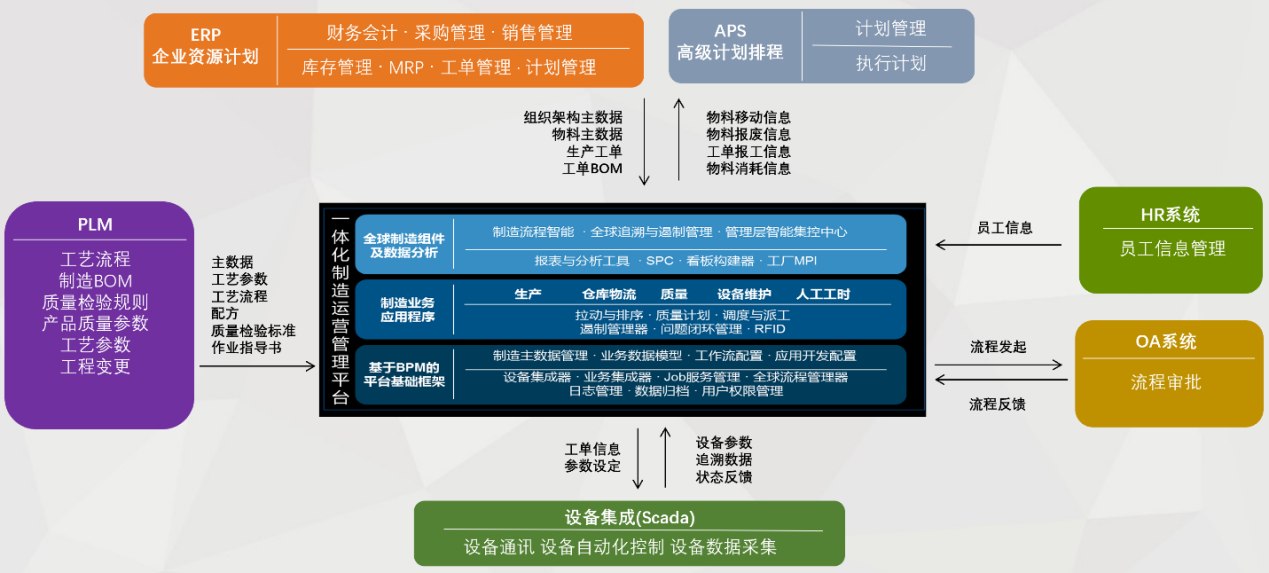 ERP
企业资源计划
财务会计·采购管理·销售管理
库存管理·MRP·工单管理·计划管理
APS
高级计划排程
计划管理
执行计划
组织架构主数据
物料主数据
生产工单
工单BOM
物料移动信息
物料报废信息
工单报工信息
物料消耗信息
PLM
工艺流程
制造BOM
质量检验规则
产品质量参数
工艺参数
工程变更
主数据
工艺参数
工艺流程
配方
质量检验标准
作业指导书
一体化制造运营管理平台
全球制造组件
及数据分析
制造流程智能·全球追溯与遏制管理·管理层智能集控中心
报表与分析工具·SPC·看板构建器·工厂MPI
制造业务
应用程序
生产 仓库物流 质量 设备维护 人工工时
拉动与排序·质量计划·调度与派工
遏制管理器·问题闭环管理·RFID
基于BPM的
平台基础框架
制造主数据管理·业务数据模型·工作流配置·应用开发配置
设备集成器·业务集成器·Job服务管理·全球流程管理器
日志管理·数据归档·用户权限管理
员工信息
HR系统
员工信息管理
流程发起
流程反馈
OA系统
流程审批
工单信息
参数设定
设备参数
追溯数据
状态反馈
设备集成(Scada)
设备通讯 设备自动化控制 设备数据采集